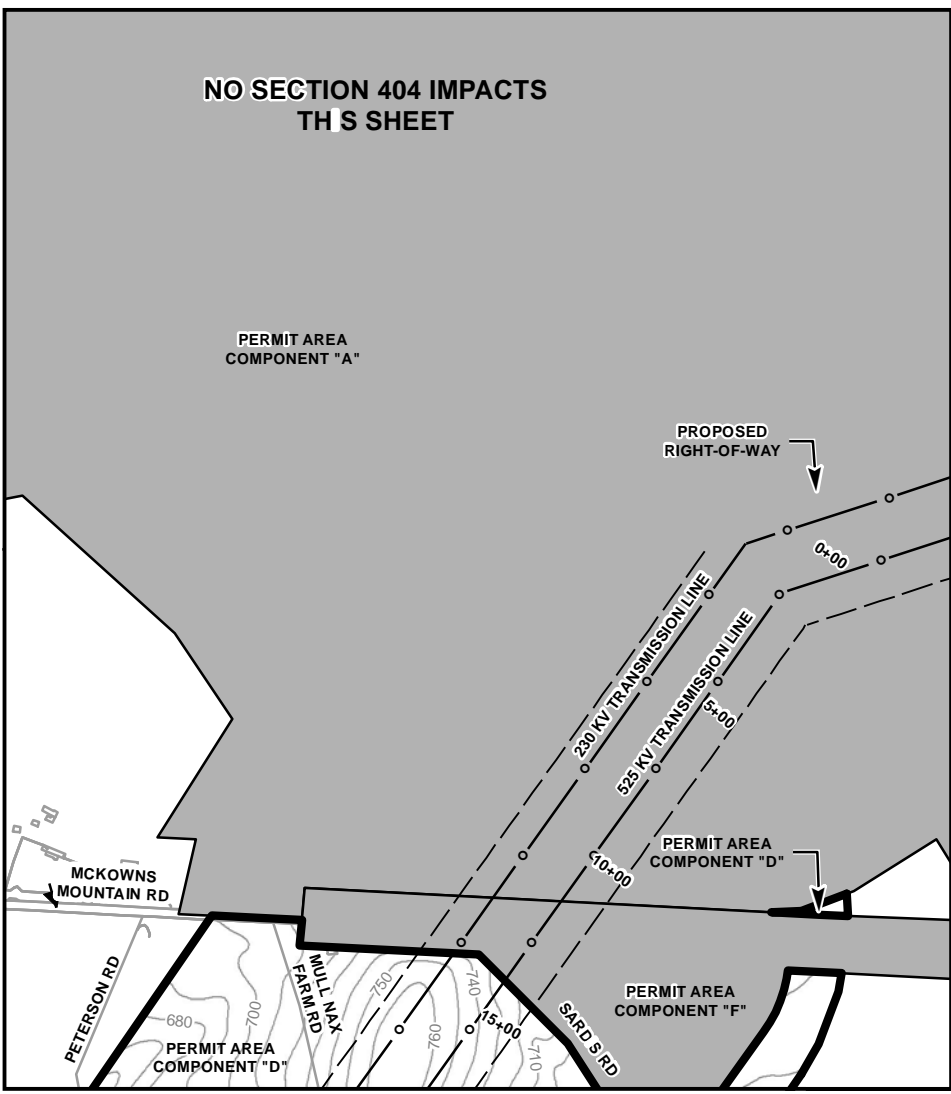 NO SECTION 404 IMPACTS
TH S SHEET
PERMIT AREA
COMPONENT "A"
PROPOSED
RIGHT-OF-WAY
0+00
230 KV TRANSMISSION LINE
525 KV TRANSMISSION LINE
5+00
PERMIT AREA
COMPONENT "D"
10+00
MCKOWNS
MOUNTAIN RD
PETERSON RD
MULL NAX
FARM RD
750
740
700
680
760
15+00
710
SARD S RD
PERMIT AREA
COMPONENT "F"
PERMIT AREA
COMPONENT "D"